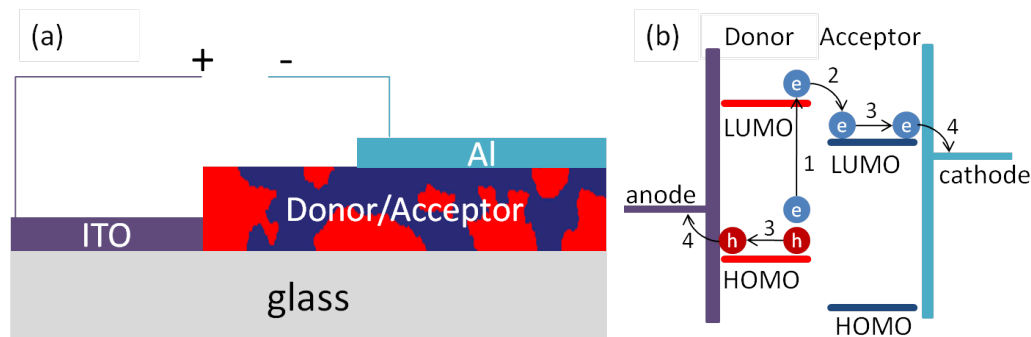 (a)
+ -
Al
Donor/Acceptor
ITO
glass
(b)
Donor Acceptor
e 2
e 3 e 4
LUMO
1
LUMO
cathode
anode
e
4 h 3 h
HOMO
HOMO